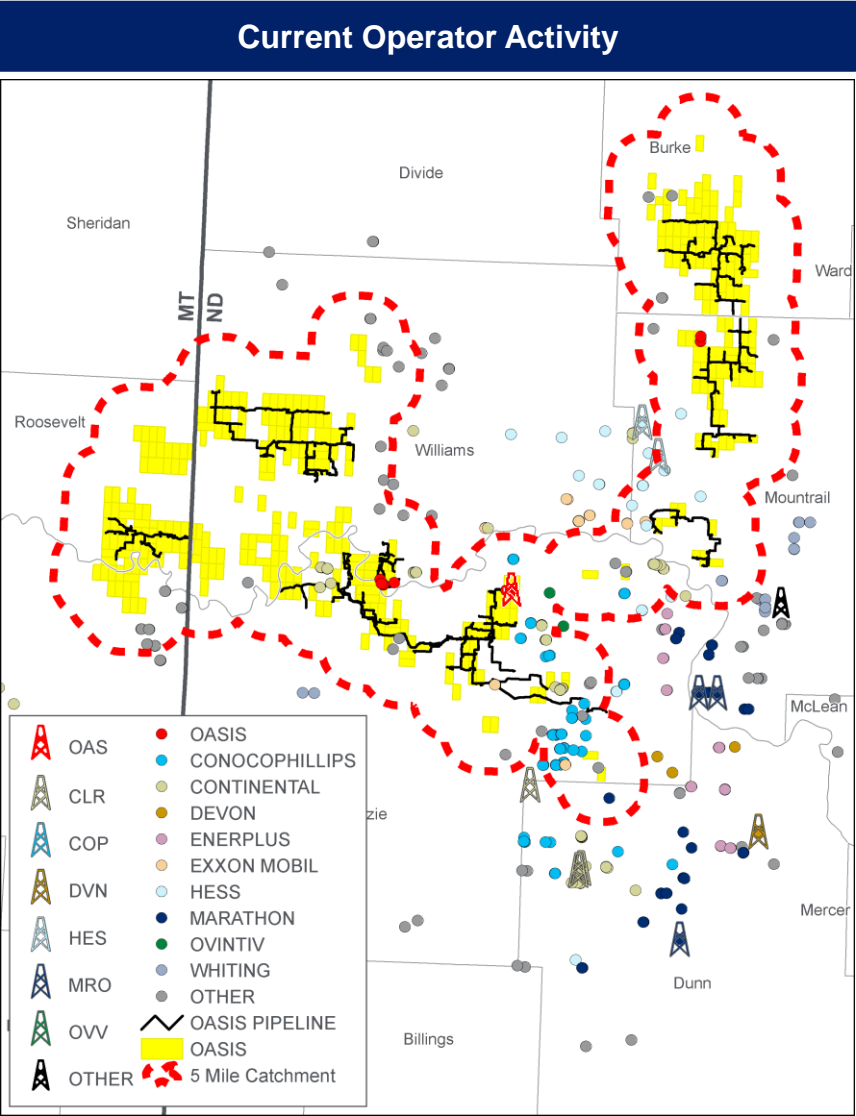 Current Operator Activity
Burke
Divide
Sheridan
Ward
MT
ND
Roosevelt
Williams
Mountrail
McLean
zie
Mercer
Dunn
Billings
OAS
CLR
COP
DVN
HES
MRO
OVV
OTHER
OASIS
CONOCOPHILLIPS
CONTINENTAL
DEVON
ENERPLUS
EXXON MOBIL
HESS
MARATHON
OVINTIV
WHITING
OTHER
OASIS PIPELINE
OASIS
5 Mile Catchment